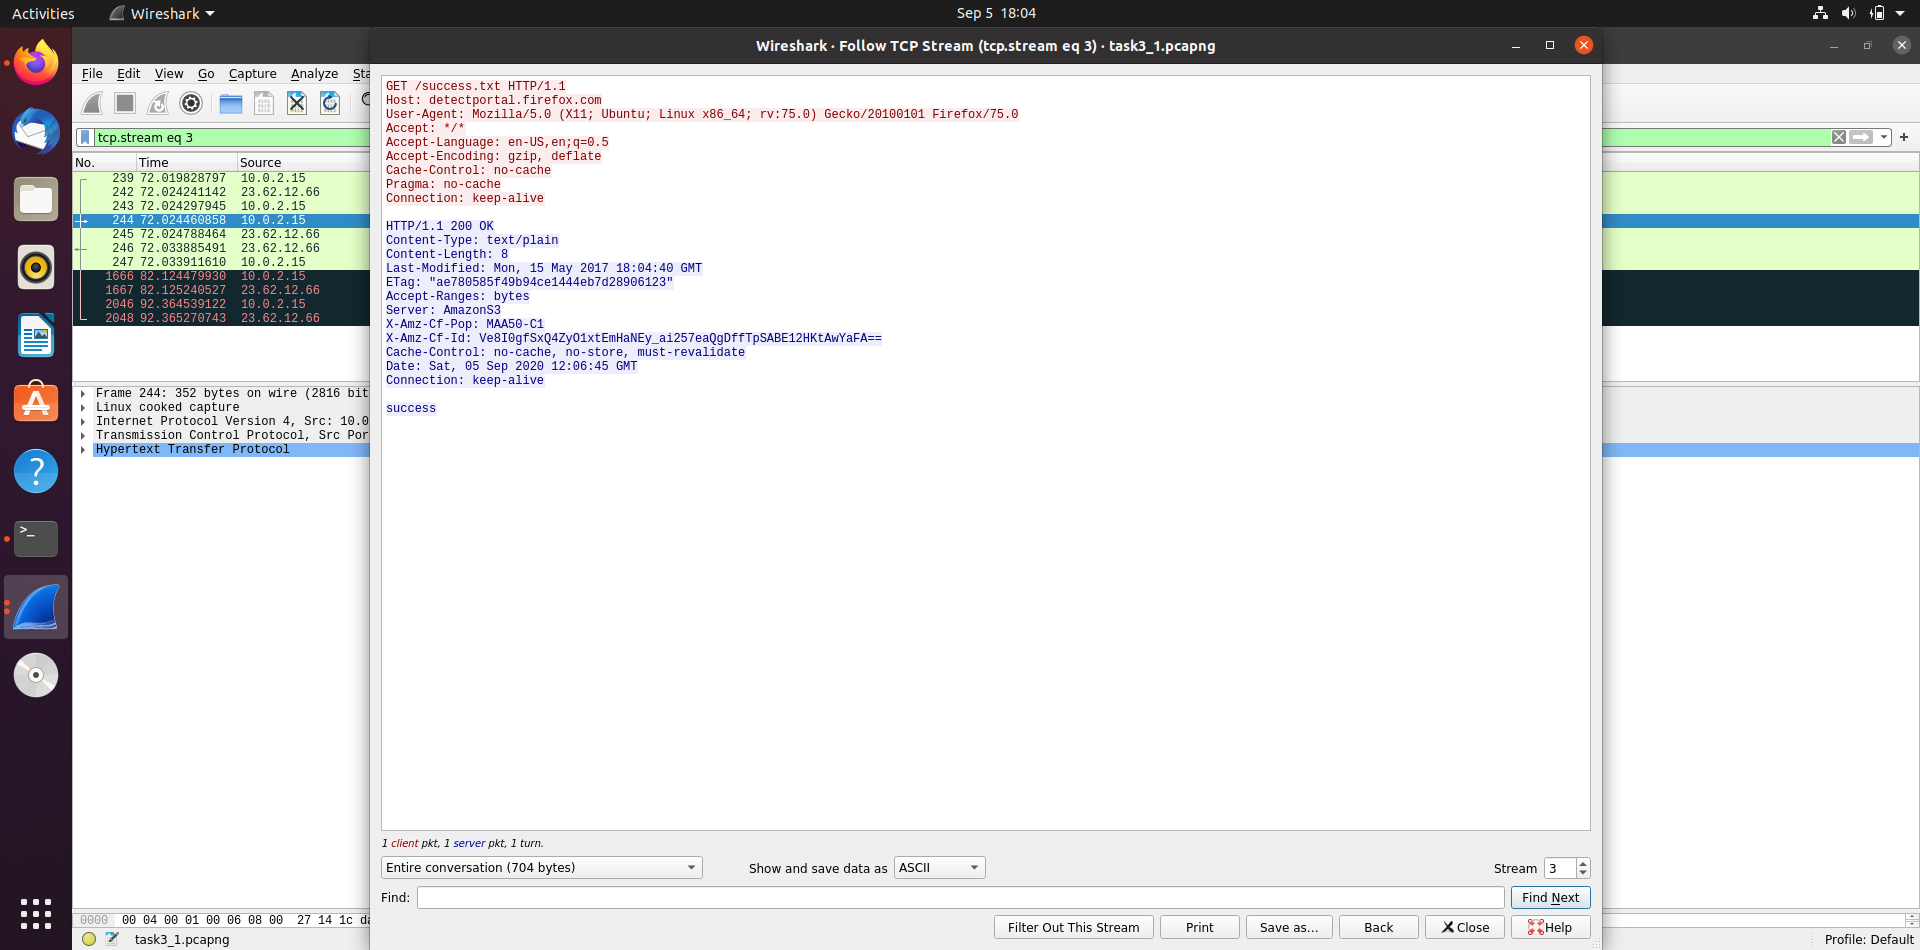 Activities
Wireshark
Sep 5 18:04
Wireshark · Follow TCP Stream (tcp.stream eq 3) · task3_1.pcapng
File Edit View Go Capture Analyze Sta
tcp.stream eq 3
No. Time Source
239 72.019828797 10.0.2.15
242 72.024241142 23.62.12.66
243 72.024297945 10.0.2.15
244 72.024460858 10.0.2.15
245 72.024788464 23.62.12.66
246 72.033885491 23.62.12.66
247 72.033911610 10.0.2.15
1666 82.124479930 10.0.2.15
1667 82.125240527 23.62.12.66
2046 92.364539122 10.0.2.15
2048 92.365270743 23.62.12.66
Frame 244: 352 bytes on wire (2816 bit
Linux cooked capture
Internet Protocol Version 4, Src: 10.0
Transmission Control Protocol, Src Por
Hypertext Transfer Protocol
0000 00 04 00 01 00 06 08 00 27 14 1c da
task3_1.pcapng
GET /success.txt HTTP/1.1
Host: detectportal.firefox.com
User-Agent: Mozilla/5.0 (X11; Ubuntu; Linux x86_64; rv:75.0) Gecko/20100101 Firefox/75.0
Accept: */*
Accept-Language: en-US,en;q=0.5
Accept-Encoding: gzip, deflate
Cache-Control: no-cache
Pragma: no-cache
Connection: keep-alive
HTTP/1.1 200 OK
Content-Type: text/plain
Content-Length: 8
Last-Modified: Mon, 15 May 2017 18:04:40 GMT
ETag: "ae780585f49b94ce1444eb7d28906123"
Accept-Ranges: bytes
Server: AmazonS3
X-Amz-Cf-Pop: MAA50-C1
X-Amz-Cf-Id: Ve8I0gfSxQ4ZyO1xtEmHaNEy_ai257eaQgDffTpSABE12HKtAwYaFA==
Cache-Control: no-cache, no-store, must-revalidate
Date: Sat, 05 Sep 2020 12:06:45 GMT
Connection: keep-alive
success
1 client pkt, 1 server pkt, 1 turn.
Entire conversation (704 bytes)
Show and save data as ASCII
Stream 3
Find:
Find Next
Filter Out This Stream
Print
Save as...
Back
Close
Help
Profile: Default